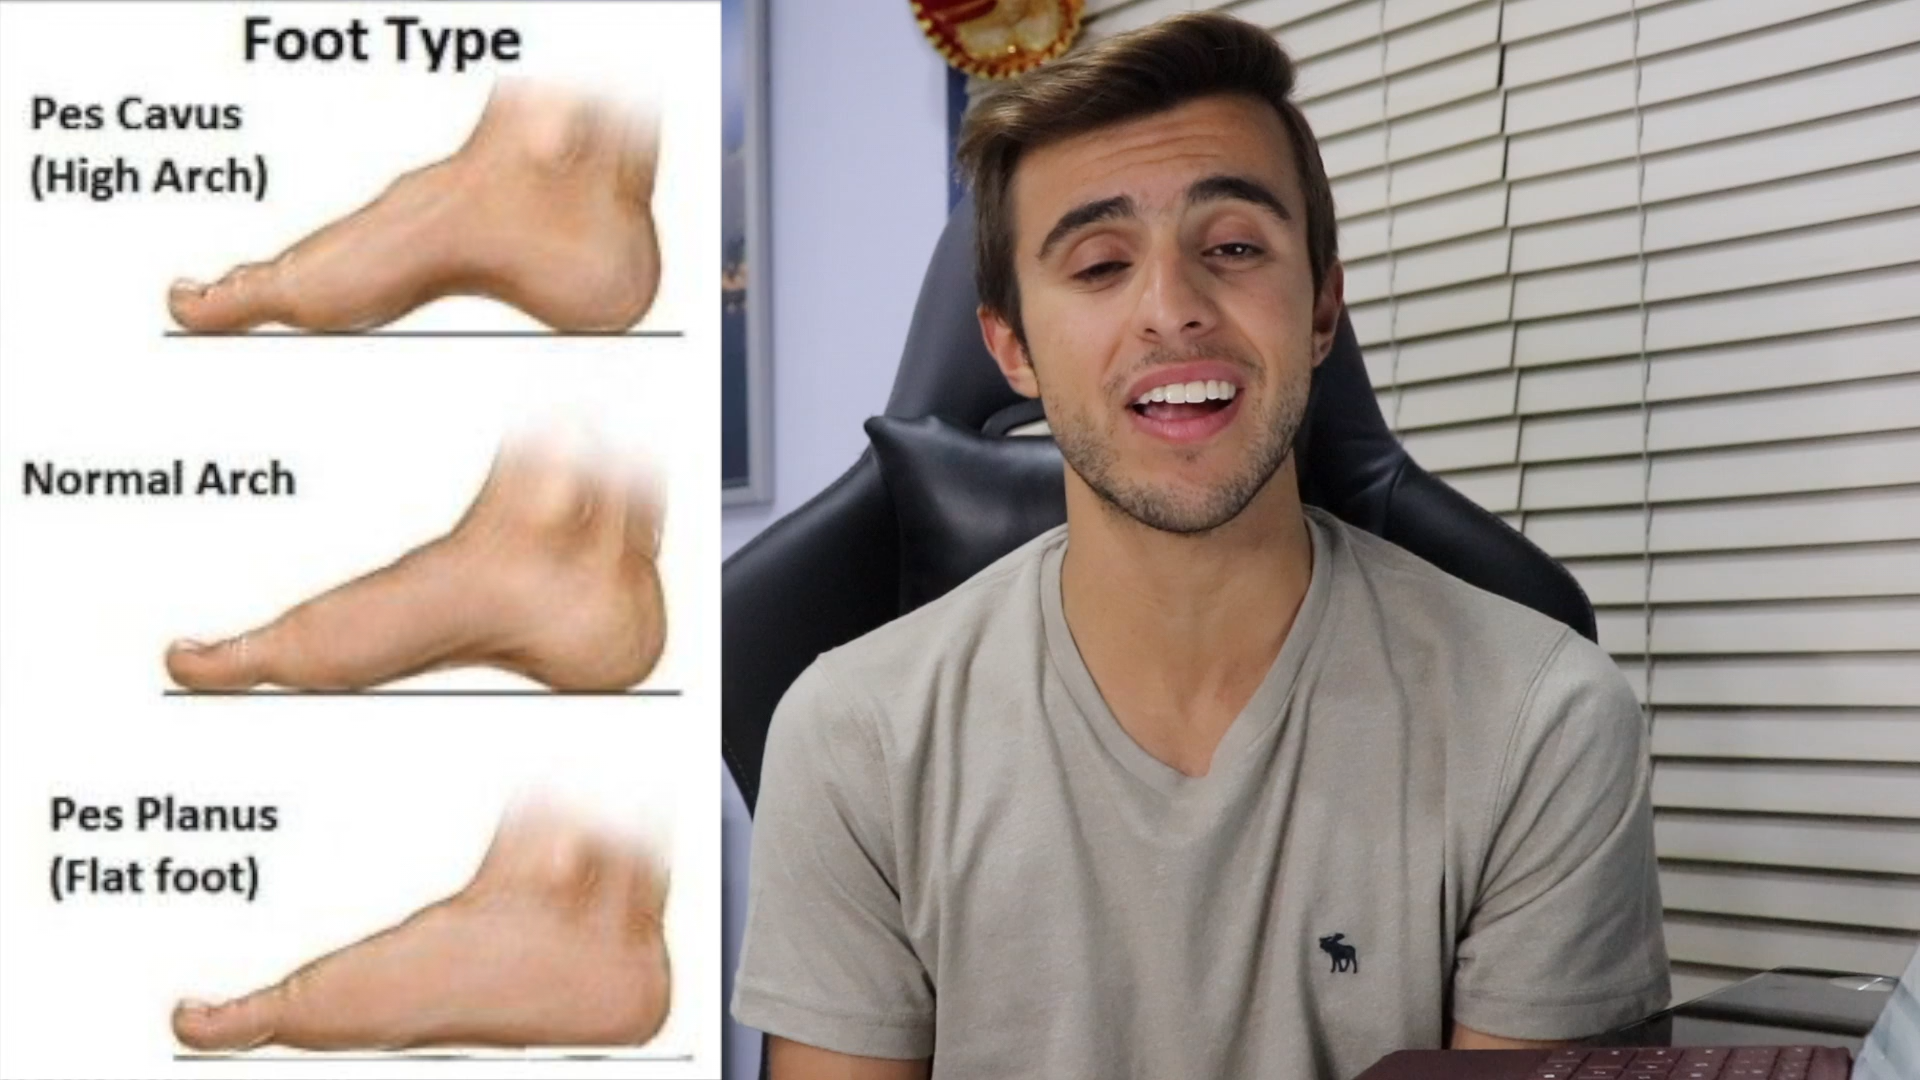 Foot Type
Pes Cavus
(High Arch)
Normal Arch
Pes Planus
(Flat foot)